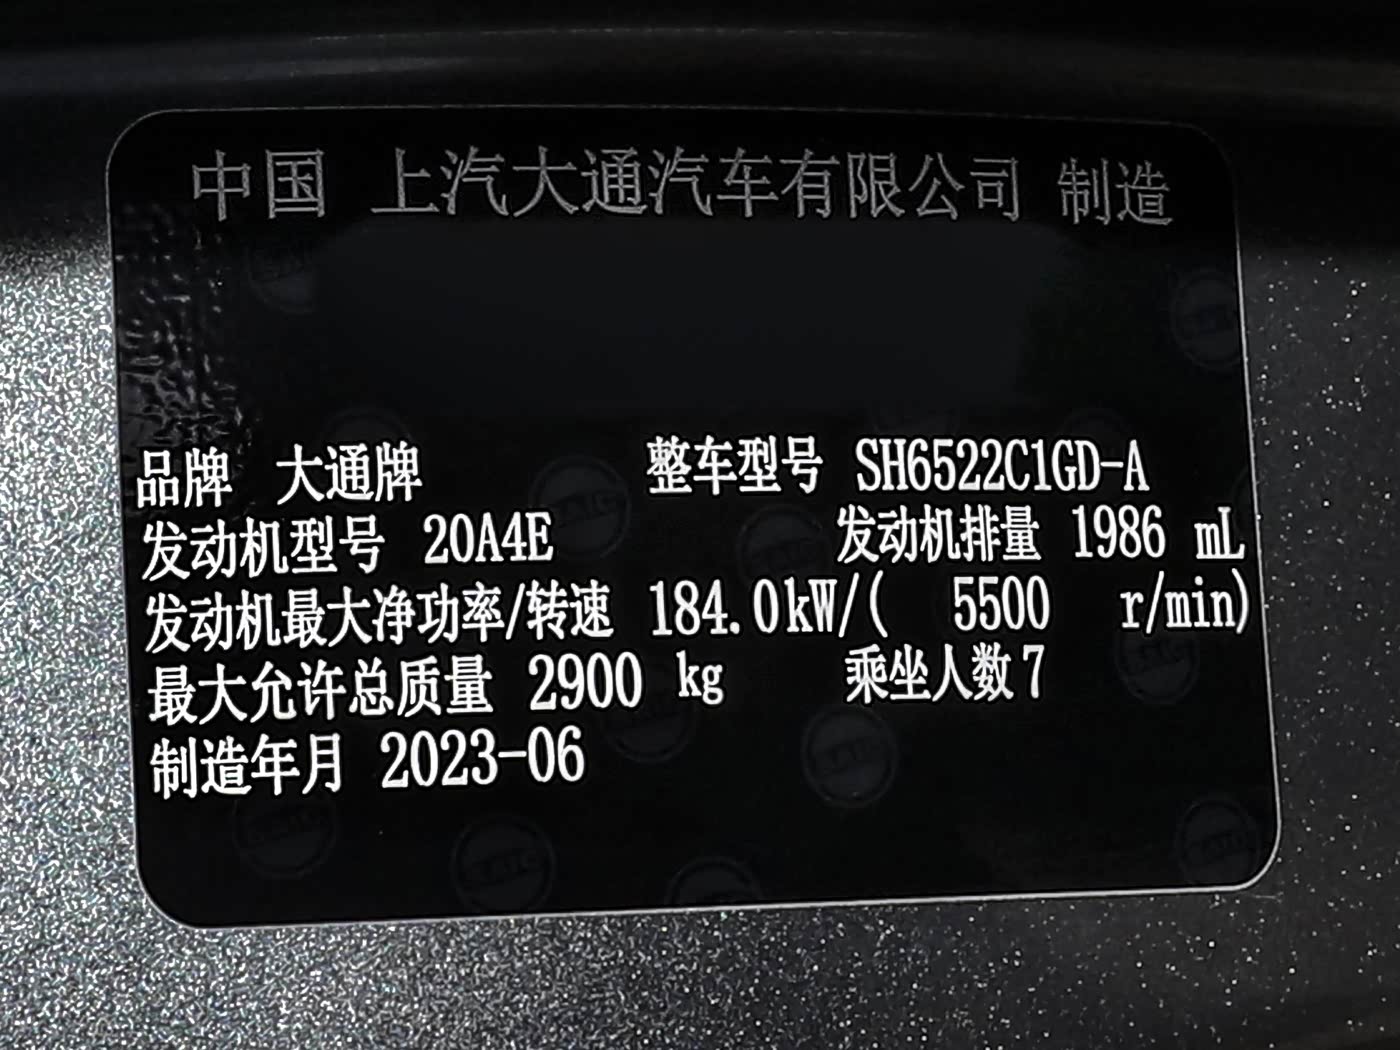 中国 上汽大通汽车有限公司 制造
品牌 大通牌 整车型号 SH6522C1GD-A
发动机型号 20A4E 发动机排量 1986 mL
发动机最大净功率/转速 184.0kW/( 5500 r/min)
最大允许总质量 2900 kg 乘坐人数7
制造年月 2023-06